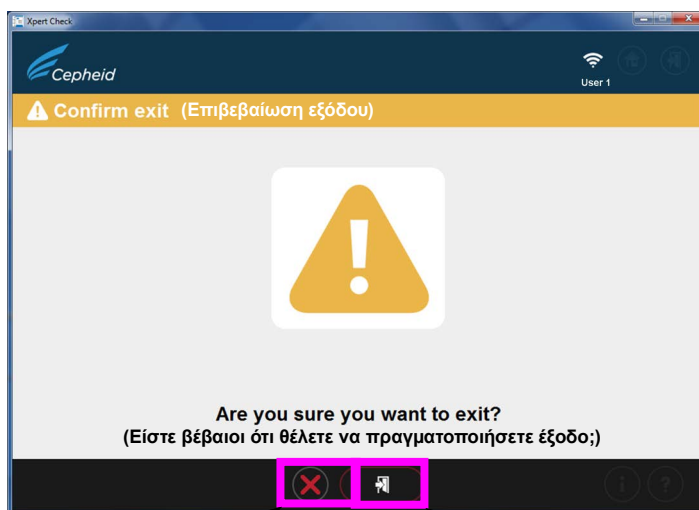 Xpert Check
Cepheid
User 1
Confirm exit (Επιβεβαίωση εξόδου)
Are you sure you want to exit?
(Είστε βέβαιοι ότι θέλετε να πραγματοποιήσετε έξοδο;)